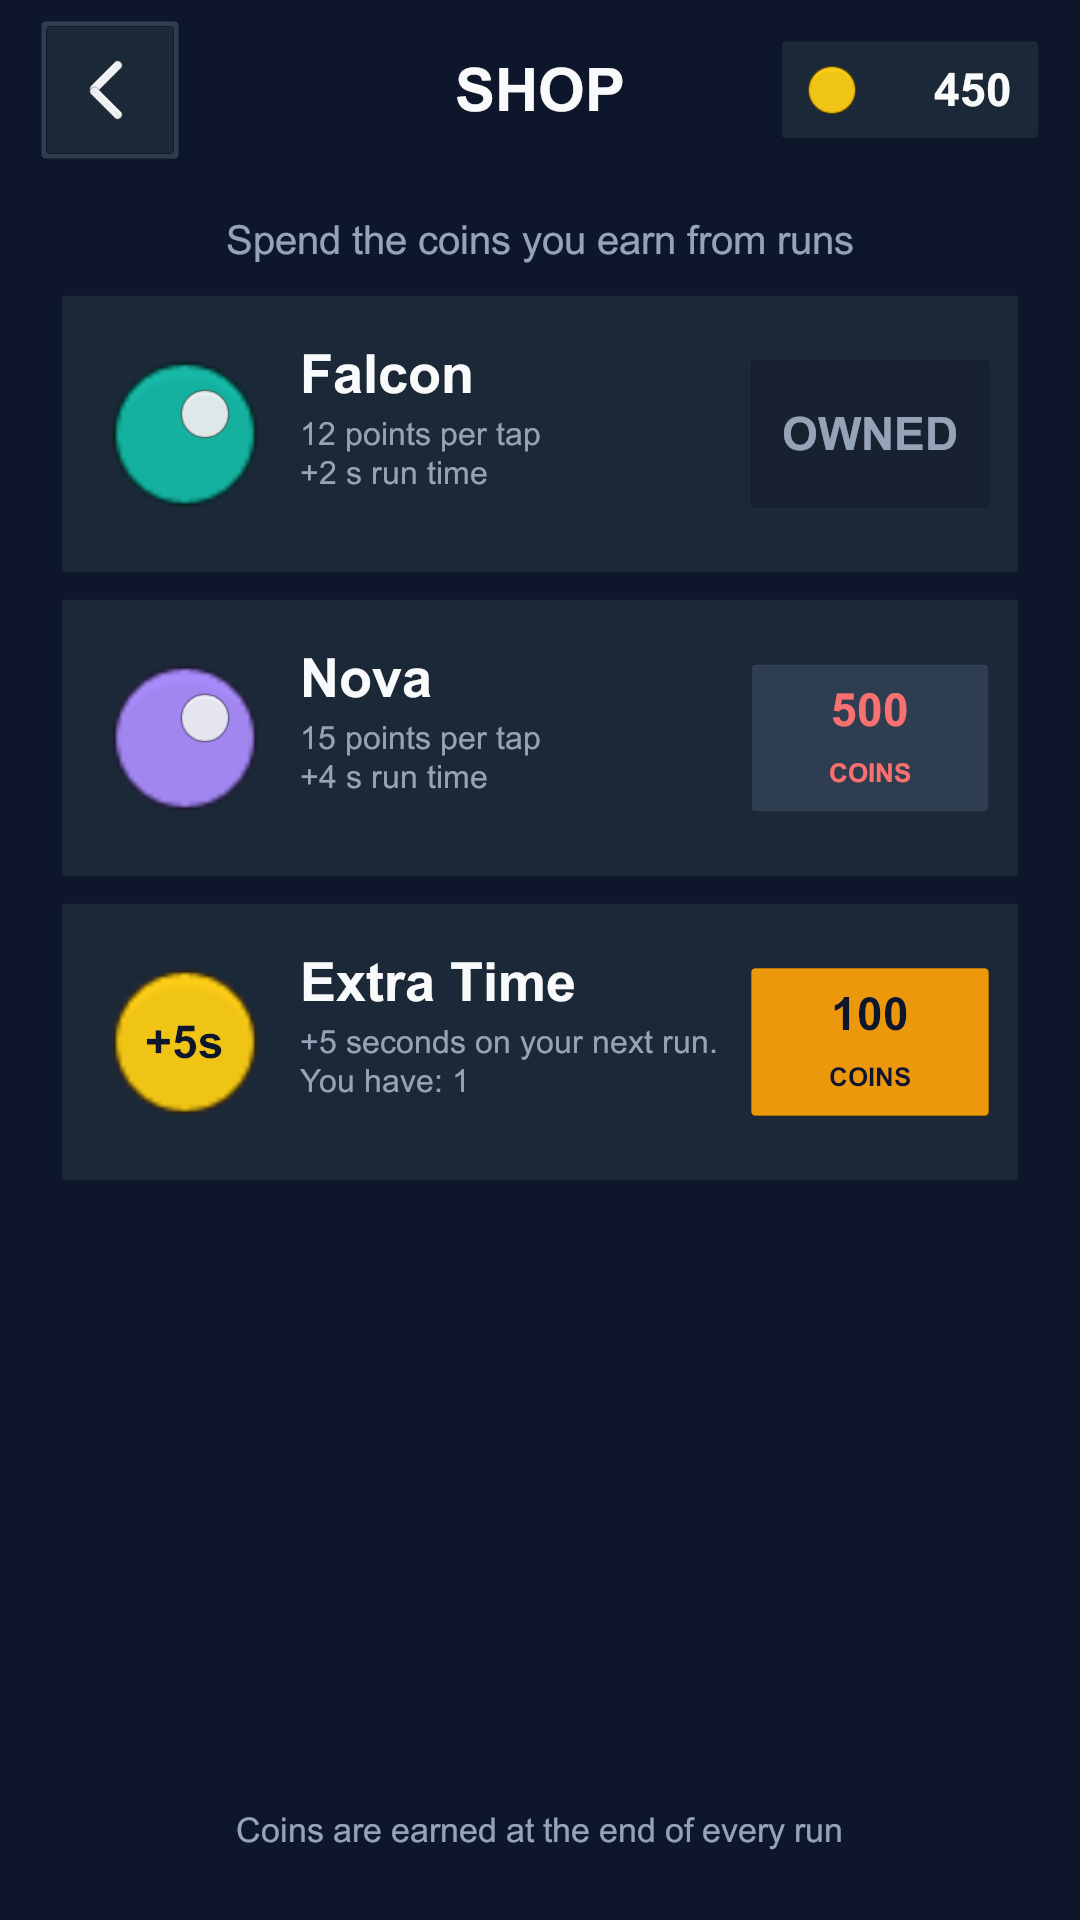 SHOP
450
Spend the coins you earn from runs
Falcon
12 points per tap
+2 s run time
OWNED
Nova
15 points per tap
+4 s run time
500
COINS
+5s
Extra Time
+5 seconds on your next run.
You have: 1
100
COINS
Coins are earned at the end of every run